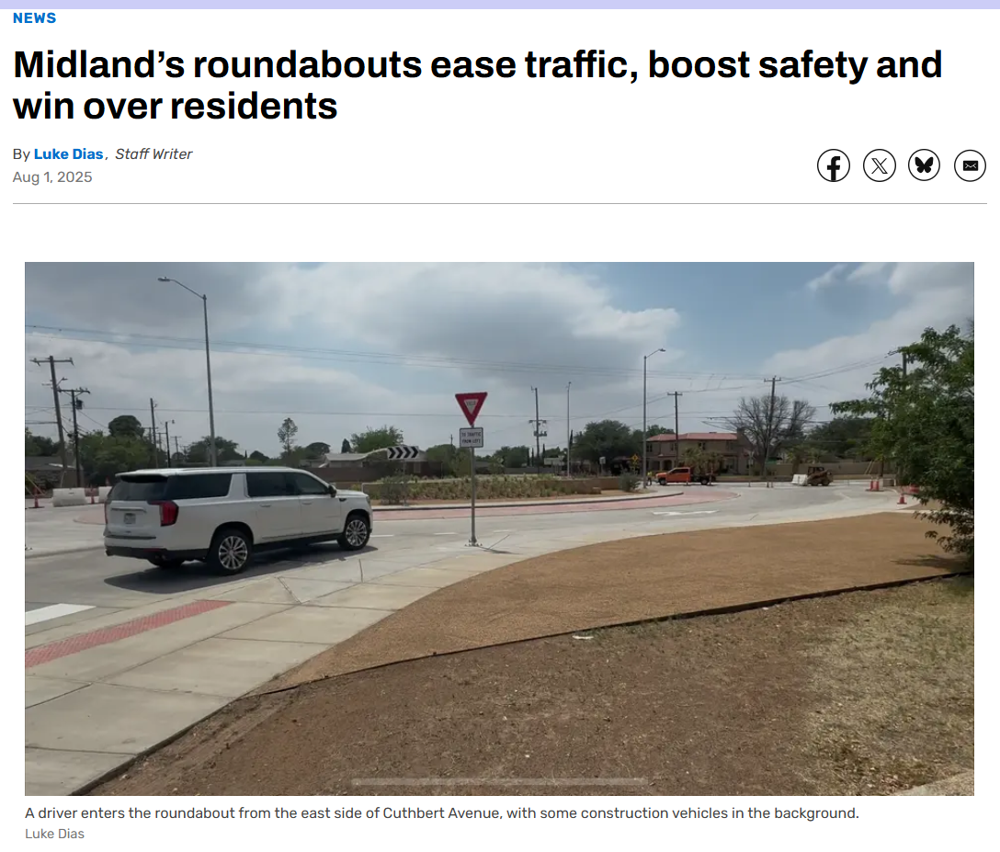 NEWS
Midland’s roundabouts ease traffic, boost safety and
win over residents
By Luke Dias, Staff Writer
Aug 1, 2025
YIELD
TO TRAFFIC
FROM LEFT
A driver enters the roundabout from the east side of Cuthbert Avenue, with some construction vehicles in the background.
Luke Dias